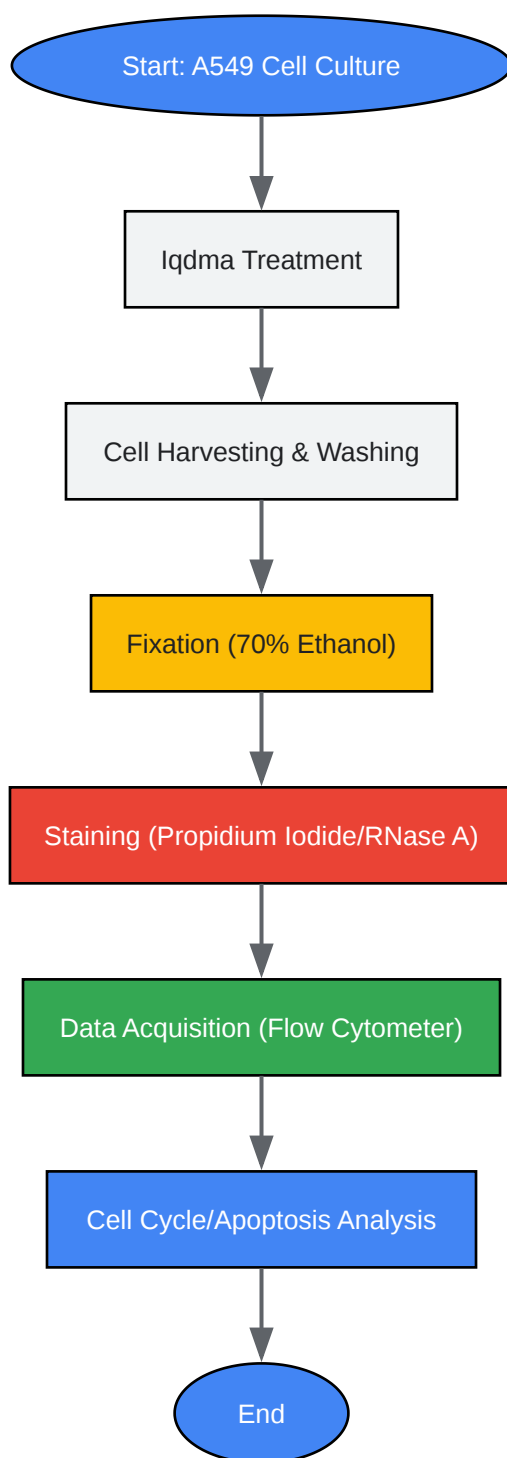 Start: A549 Cell Culture
Iqdma Treatment
Cell Harvesting & Washing
Fixation (70% Ethanol)
Staining (Propidium Iodide/RNase A)
Data Acquisition (Flow Cytometer)
Cell Cycle/Apoptosis Analysis
End